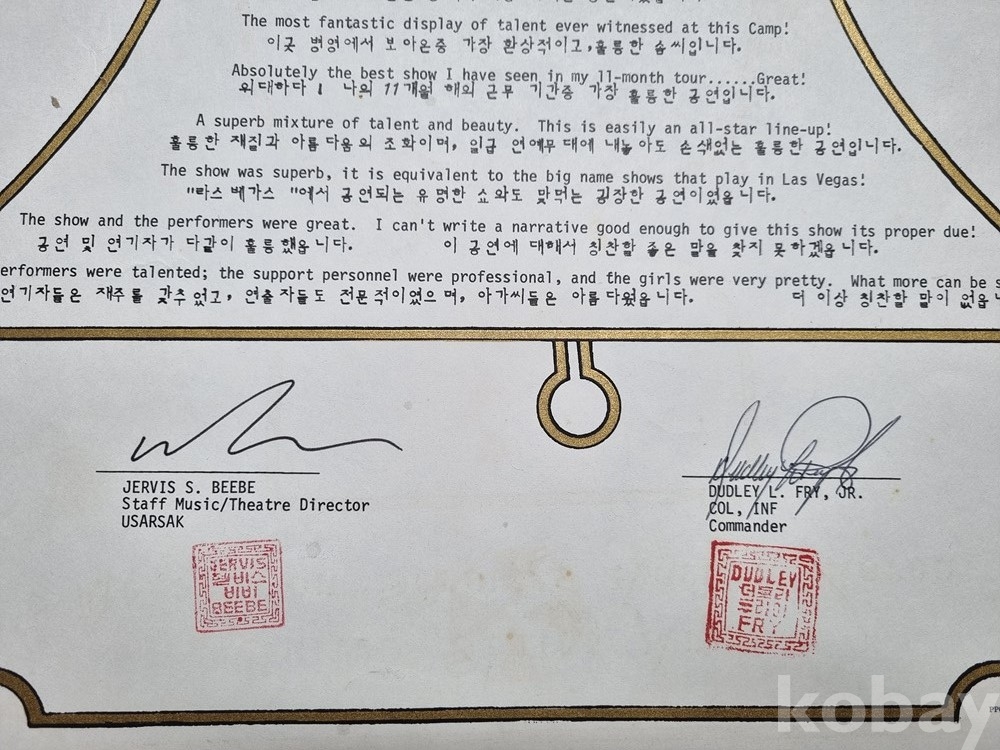 The most fantastic display of talent ever witnessed at this Camp!
이곳 병영에서 보아온중 가장 환상적이고,훌륭한 솜씨입니다.
Absolutely the best show I have seen in my 11-month tour......Great!
위대하다! 나의 11개월 해외 근무 기간중 가장 훌륭한 공연입니다.
A superb mixture of talent and beauty. This is easily an all-star line-up!
훌륭한 재질과 아름다움의 조화이며, 일급 연예무대에 내놓아도 손색없는 훌륭한 공연입니다.
The show was superb, it is equivalent to the big name shows that play in Las Vegas!
"라스 베가스 "에서 공연되는 유명한 쇼와도 맞먹는 굉장한 공연이었읍니다.
The show and the performers were great. I can't write a narrative good enough to give this show its proper due!
공연 및 연기자가 다같이 훌륭했읍니다. 이 공연에 대해서 칭찬할 좋은 말을 찾지 못하겠읍니다.
erformers were talented; the support personnel were professional, and the girls were very pretty. What more can be s
연기자들은 재주를 갖추었고, 연출자들도 전문적이었으며, 아가씨들은 아름다웠읍니다. 더 이상 칭찬할 말이 없읍니
JERVIS S. BEEBE
Staff Music/Theatre Director
USARSAK
DUDLEY L. FRY, JR.
COL, INF
Commander
JERVIS
젤비스
비비
BEEBE
DUDLEY
더들리
후라이
FRY
kobay